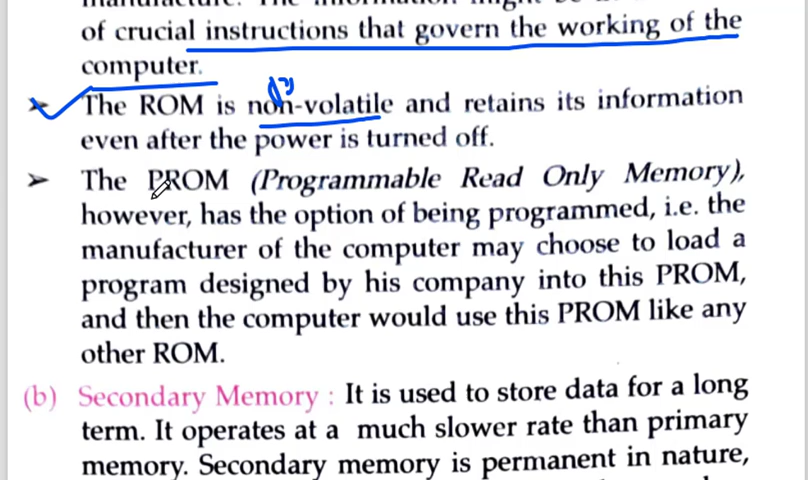 of crucial instructions that govern the working of the
computer.
➤ The ROM is non-volatile and retains its information
even after the power is turned off.
➤ The PROM (Programmable Read Only Memory),
however, has the option of being programmed, i.e. the
manufacturer of the computer may choose to load a
program designed by his company into this PROM,
and then the computer would use this PROM like any
other ROM.
(b) Secondary Memory : It is used to store data for a long
term. It operates at a much slower rate than primary
memory. Secondary memory is permanent in nature,